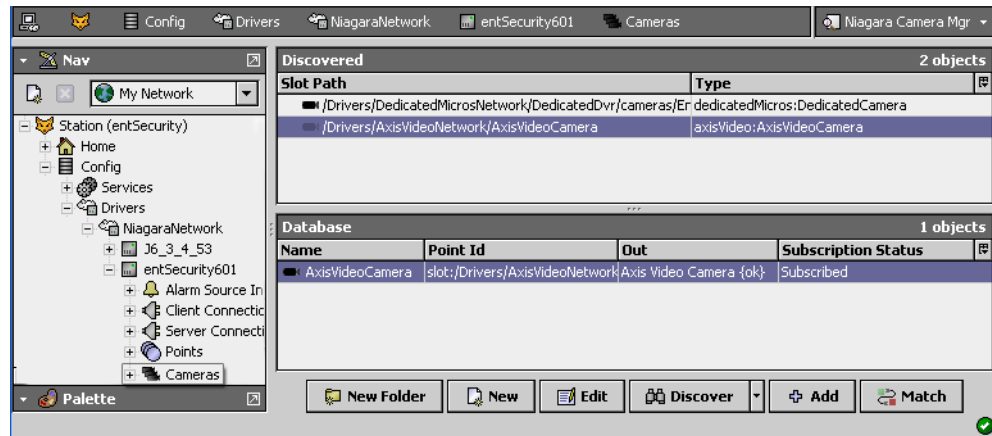 Config Drivers NiagaraNetwork entSecurity601 Cameras Niagara Camera Mgr
Nav
My Network
Station (entSecurity)
Home
Config
Services
Drivers
NiagaraNetwork
J6_3_4_53
entSecurity601
Alarm Source In
Client Connectic
Server Connecti
Points
Cameras
Palette
Discovered 2 objects
Slot Path Type
/Drivers/DedicatedMicrosNetwork/DedicatedDvr/cameras/Er dedicatedMicros:DedicatedCamera
/Drivers/AxisVideoNetwork/AxisVideoCamera axisVideo:AxisVideoCamera
Database 1 objects
Name Point Id Out Subscription Status
AxisVideoCamera slot:/Drivers/AxisVideoNetwork Axis Video Camera {ok} Subscribed
New Folder New Edit Discover Add Match